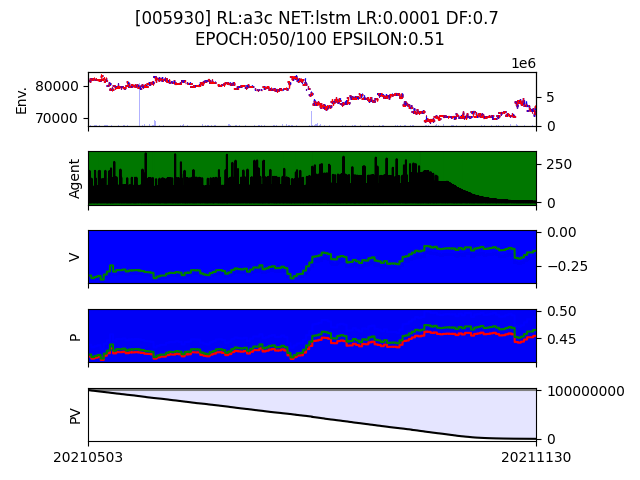 [005930] RL:a3c NET:lstm LR:0.0001 DF:0.7
EPOCH:050/100 EPSILON:0.51
1e6
Env.
80000
70000
5
0
Agent
250
0
V
0.00
−0.25
P
0.50
0.45
PV
100000000
0
20210503
20211130